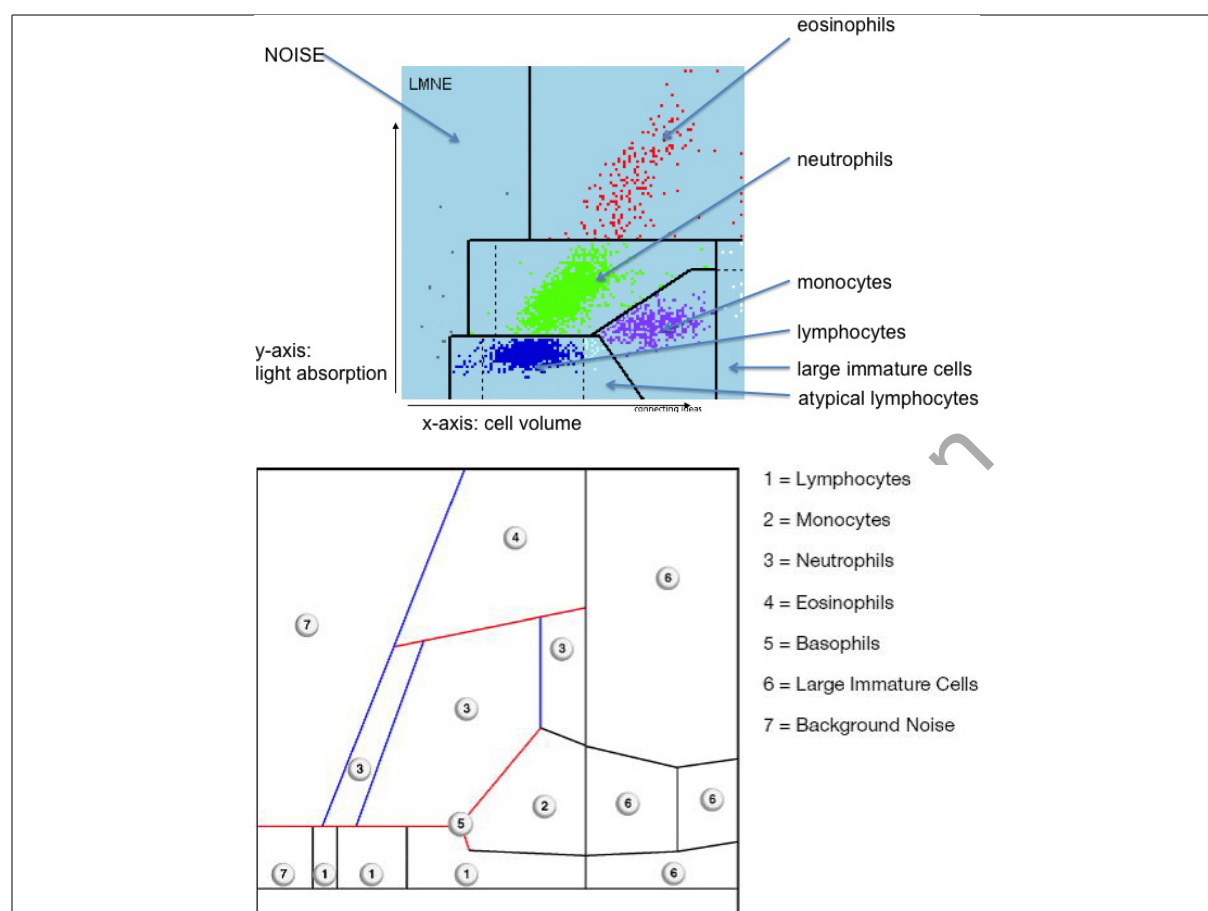 eosinophils
NOISE
LMNE
neutrophils
monocytes
lymphocytes
y-axis:
light absorption
large immature cells
atypical lymphocytes
connecting ideas
x-axis: cell volume
1 = Lymphocytes
2 = Monocytes
3 = Neutrophils
4 = Eosinophils
5 = Basophils
6 = Large Immature Cells
7 = Background Noise
4
6
7
3
3
3
2
6
6
5
7
1
1
1
6